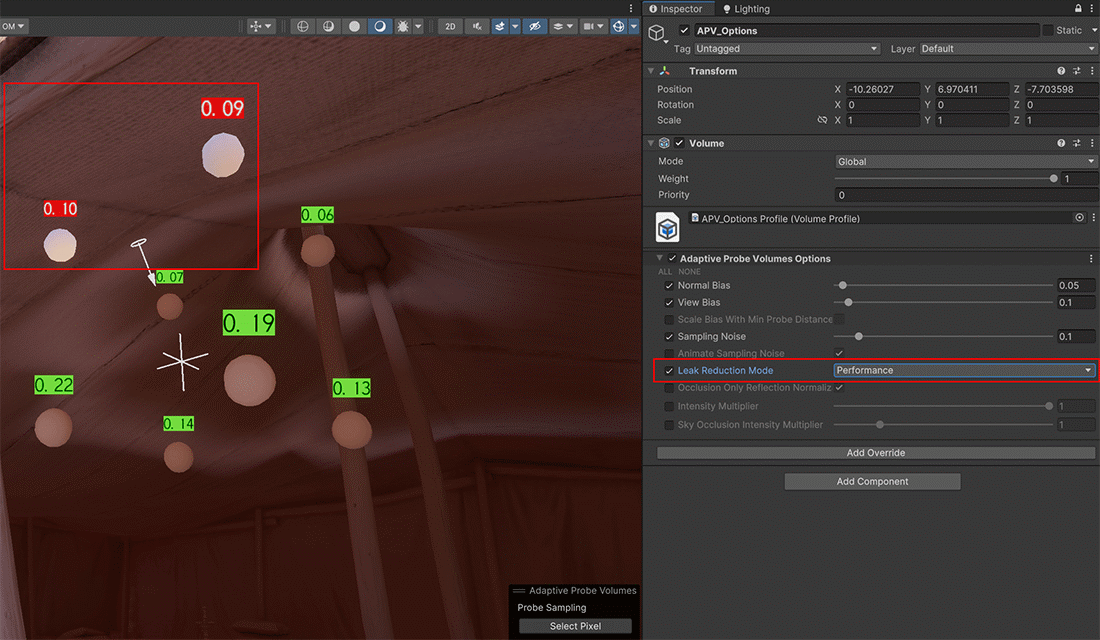 OM
2D
0. 09
0. 10
0. 06
0. 07
0. 19
0. 22
0. 13
0. 14
Adaptive Probe Volumes
Probe Sampling
Select Pixel
Inspector Lighting
APV_Options Static
Tag Untagged Layer Default
Transform
Position X -10.26027 Y 6.970411 Z -7.703598
Rotation X 0 Y 0 Z 0
Scale X 1 Y 1 Z 1
Volume
Mode Global
Weight 1
Priority 0
APV_Options Profile (Volume Profile)
Adaptive Probe Volumes Options
ALL NONE
Normal Bias 0.05
View Bias 0.1
Scale Bias With Min Probe Distance
Sampling Noise 0.1
Animate Sampling Noise
Leak Reduction Mode Performance
Occlusion Only Reflection Normaliz
Intensity Multiplier 1
Sky Occlusion Intensity Multiplier 1
Add Override
Add Component